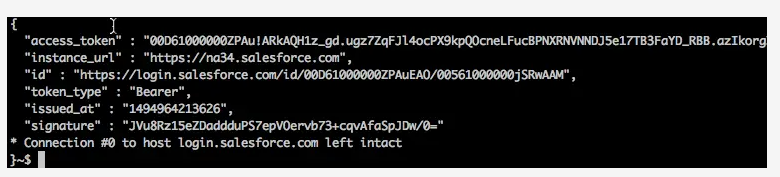 {
"access_token" : "00D61000000ZPAu!ARkAQH1z_gd.ugz7ZqFJl4ocPX9kpQOcneLFucBPNXRNVNNDJ5e17TB3FaYD_RBB.azIkorg
"instance_url" : "https://na34.salesforce.com",
"id" : "https://login.salesforce.com/id/00D61000000ZPAuEAO/00561000000jSRwAAM",
"token_type" : "Bearer",
"issued_at" : "1494964213626",
"signature" : "JVu8Rz15eZDaddduPS7epVOervb73+cqvAfaSpJDw/0="
* Connection #0 to host login.salesforce.com left intact
}~$